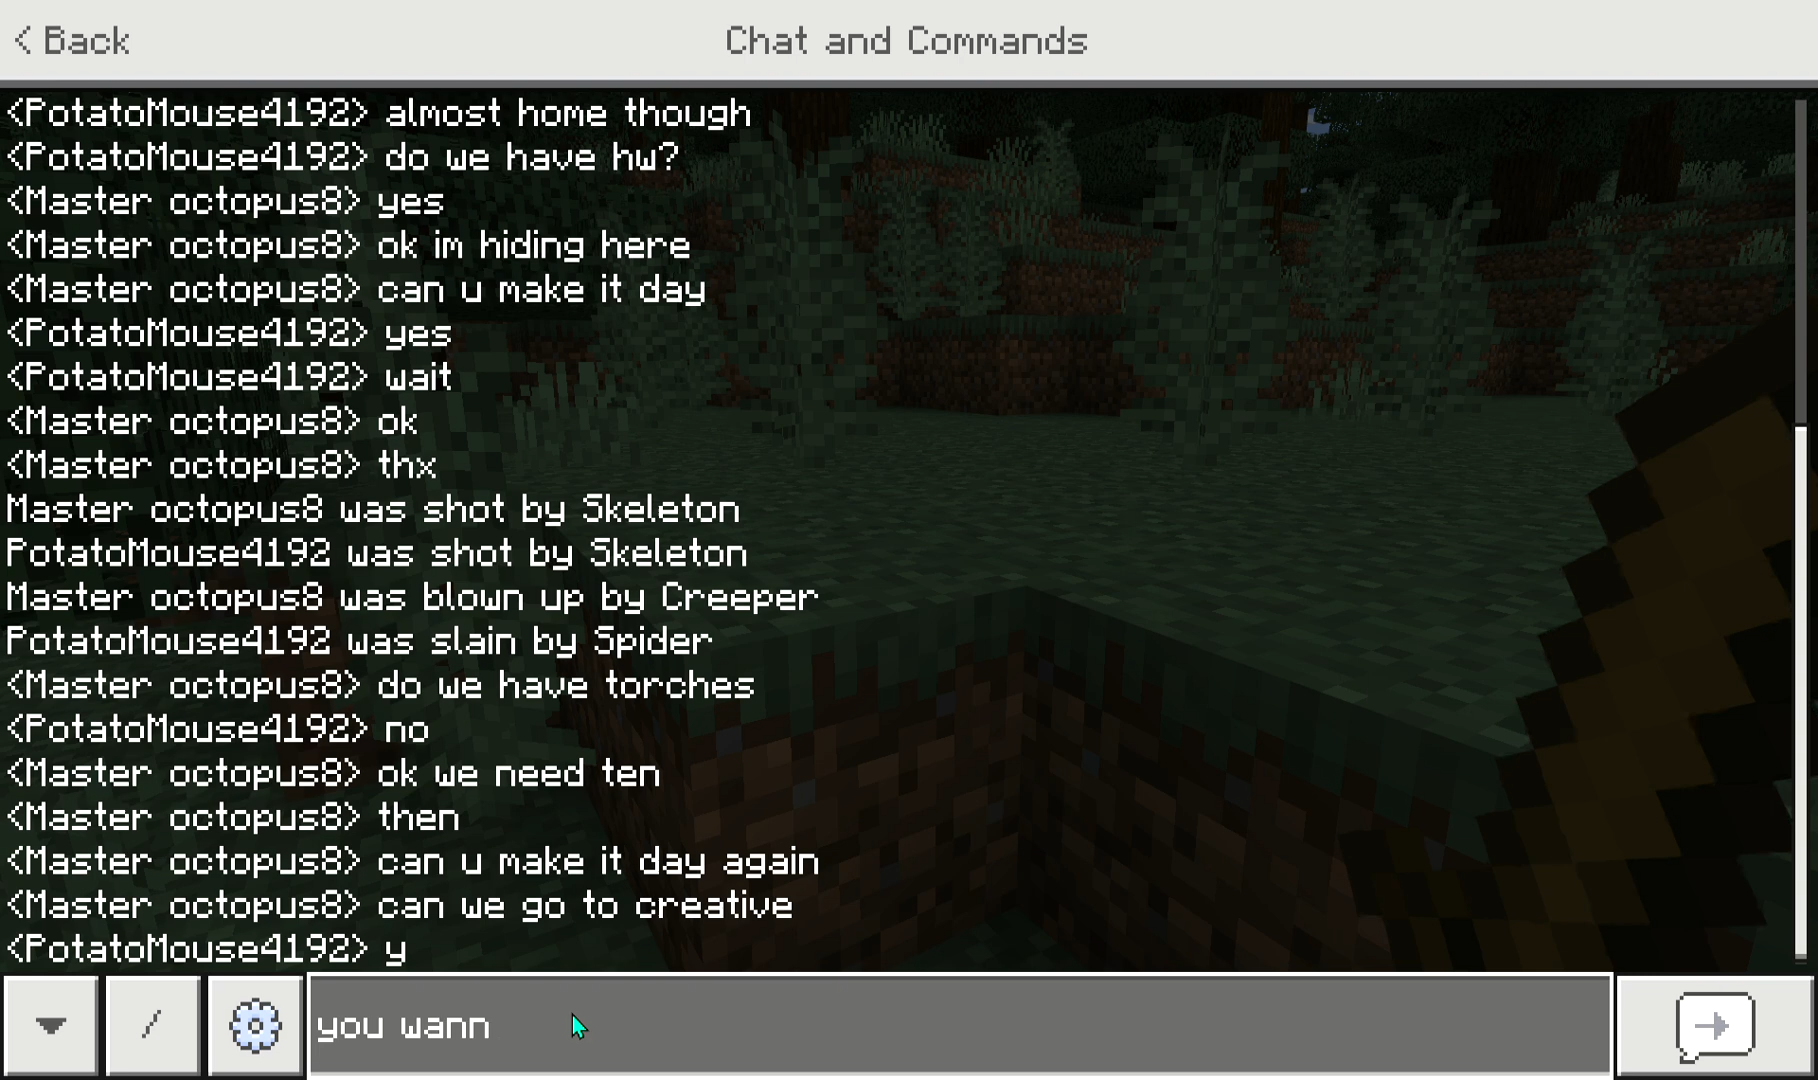 < Back
Chat and Commands
<PotatoMouse4192> almost home though
<PotatoMouse4192> do we have hw?
<Master octopus8> yes
<Master octopus8> ok im hiding here
<Master octopus8> can u make it day
<PotatoMouse4192> yes
<PotatoMouse4192> wait
<Master octopus8> ok
<Master octopus8> thx
Master octopus8 was shot by Skeleton
PotatoMouse4192 was shot by Skeleton
Master octopus8 was blown up by Creeper
PotatoMouse4192 was slain by Spider
<Master octopus8> do we have torches
<PotatoMouse4192> no
<Master octopus8> ok we need ten
<Master octopus8> then
<Master octopus8> can u make it day again
<Master octopus8> can we go to creative
<PotatoMouse4192> y
/
you wann